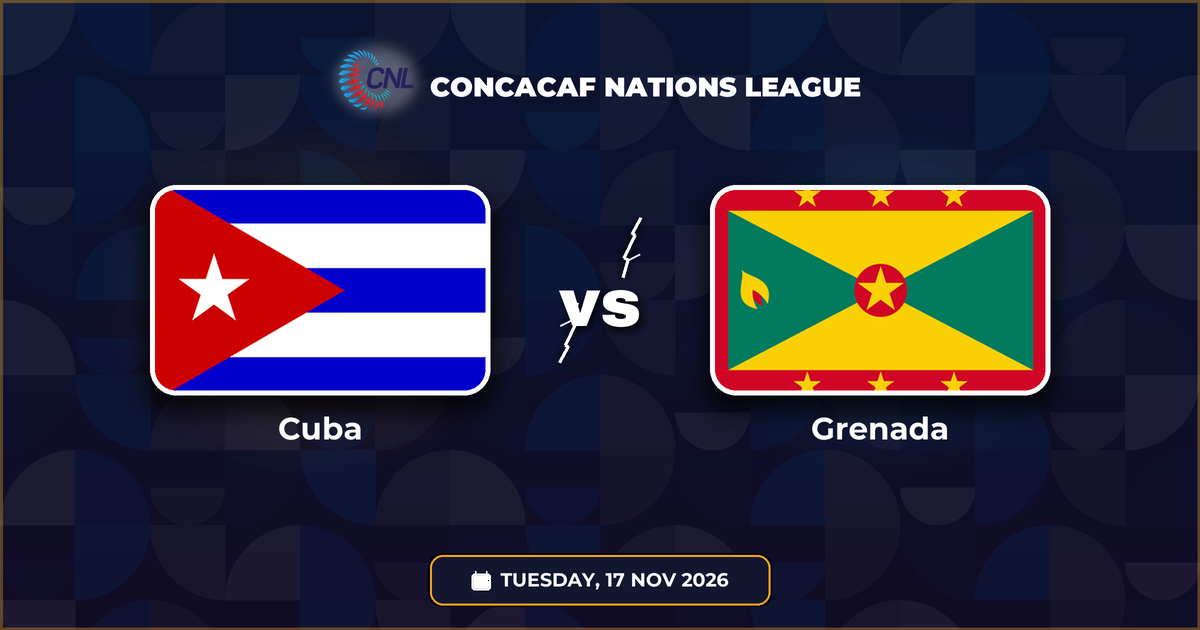 CNL
CONCACAF NATIONS LEAGUE
VS
Cuba
Grenada
TUESDAY, 17 NOV 2026